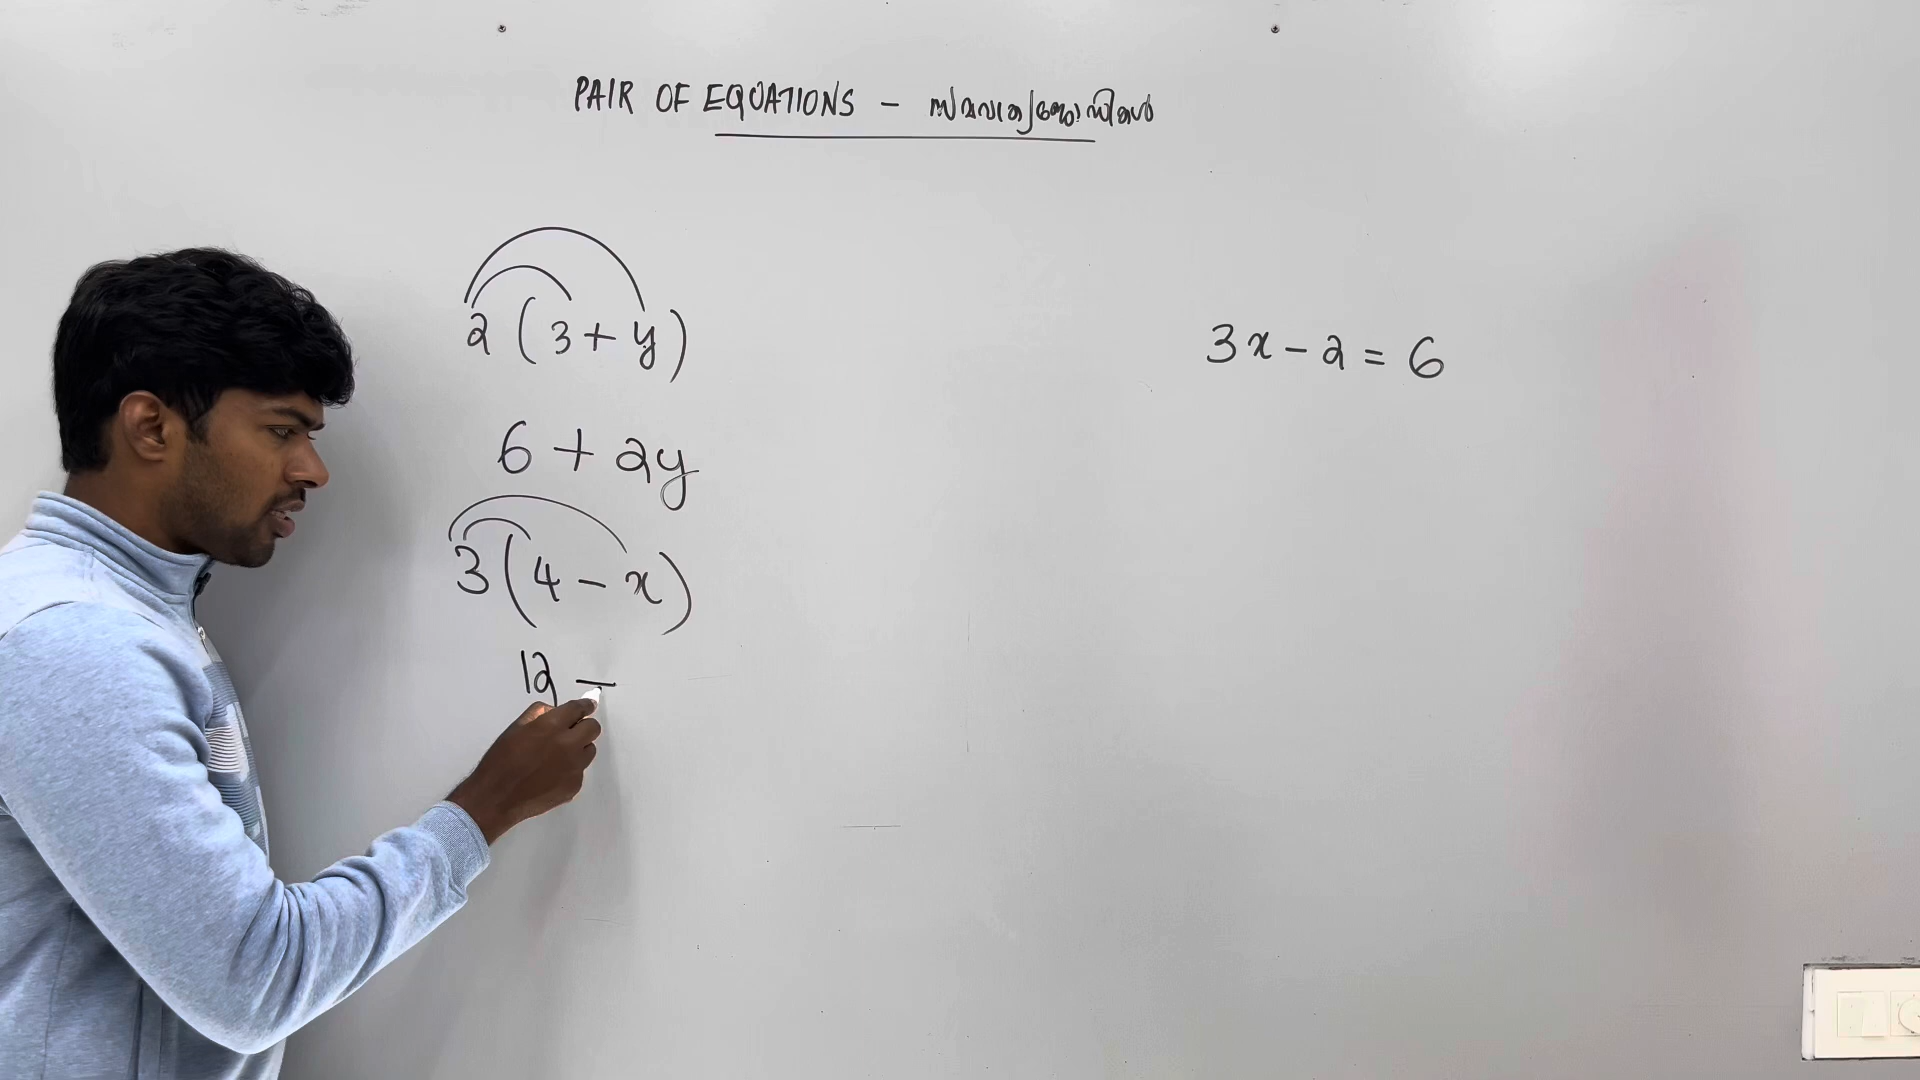 PAIR OF EQUATIONS - സമവാക്യജോഡികൾ
2 (3 + y)
3x - 2 = 6
6 + 2y
3 (4 - x)
12 -